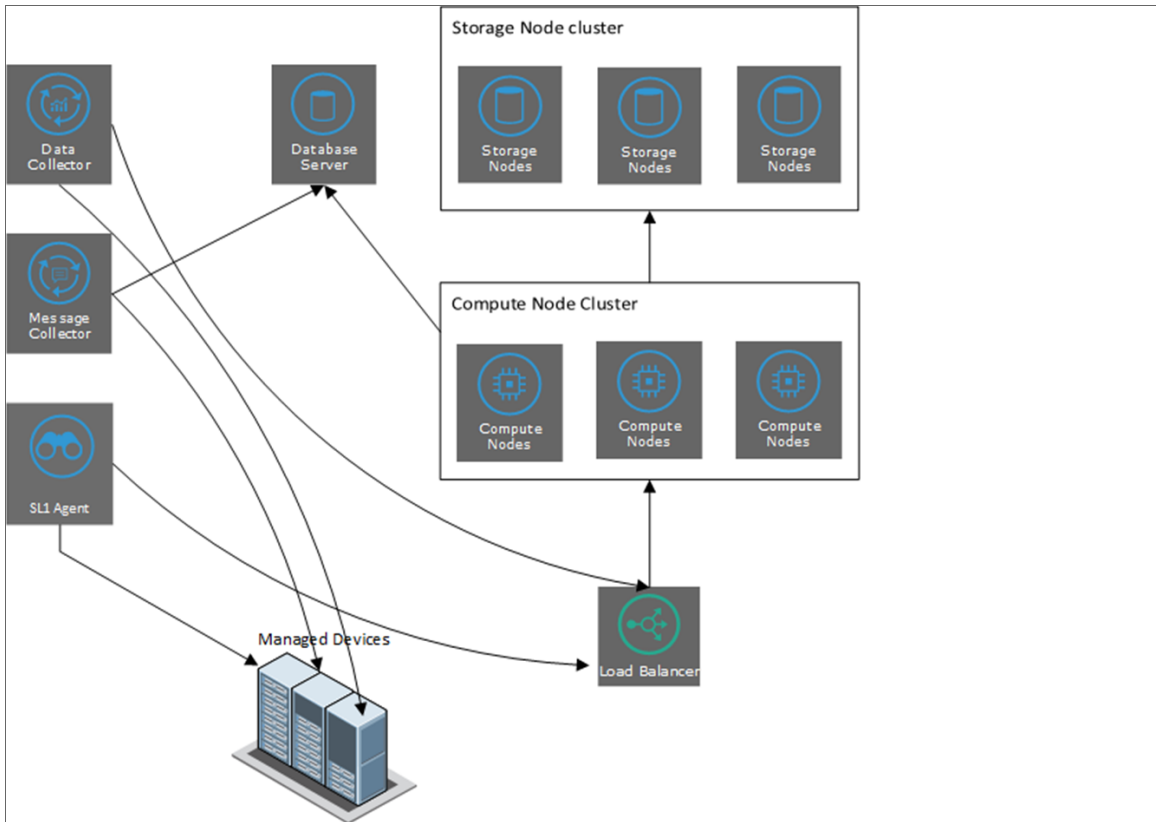 Storage Node cluster
Data
Collector
Database
Server
Storage
Nodes
Storage
Nodes
Storage
Nodes
Message
Collector
Compute Node Cluster
Compute
Nodes
Compute
Nodes
Compute
Nodes
SL1 Agent
Managed Devices
Load Balancer